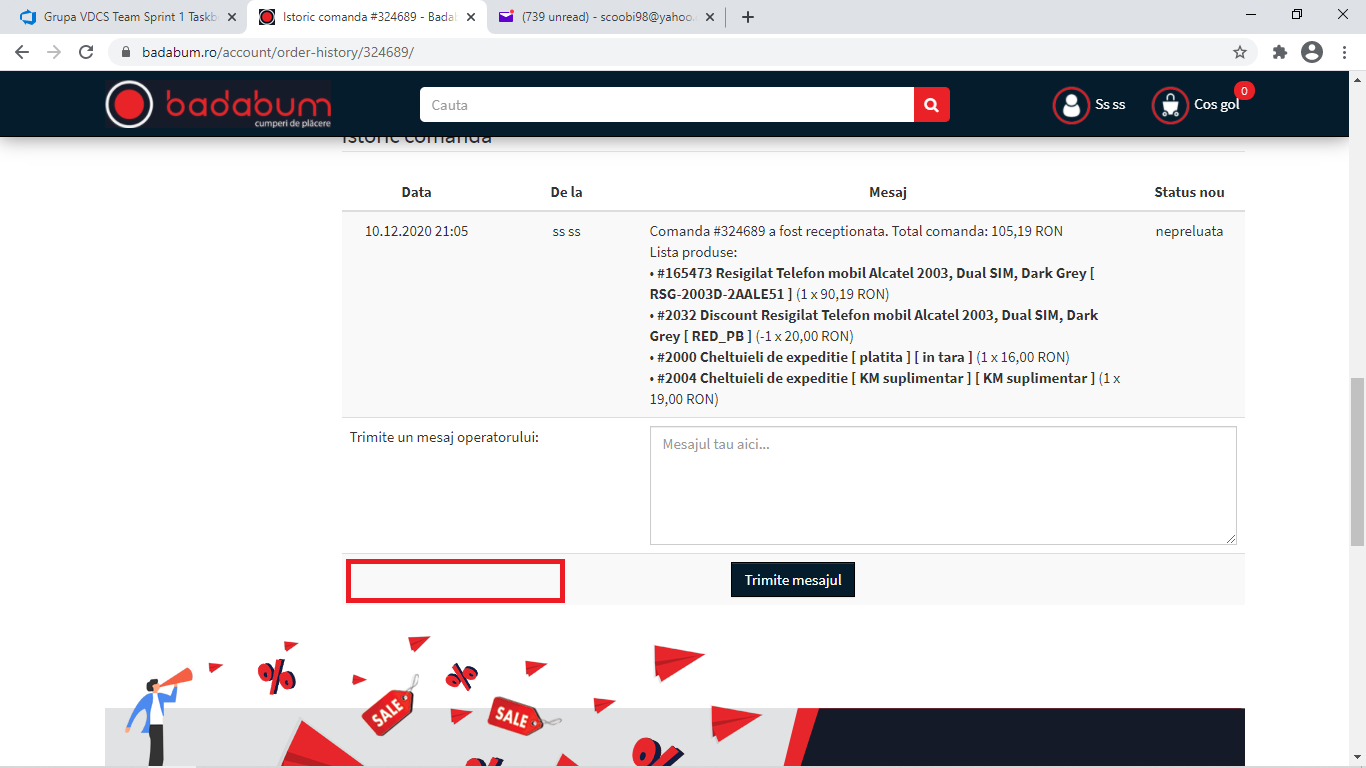 Grupa VDCS Team Sprint 1 Taskb
Istoric comanda #324689 - Badab
(739 unread) - scoobi98@yahoo.
badabum.ro/account/order-history/324689/
badabum
cumperi de plăcere
Cauta
Ss ss
Cos gol
0
Istoric comanda
Data De la Mesaj Status nou
10.12.2020 21:05 ss ss Comanda #324689 a fost receptionata. Total comanda: 105,19 RON nepreluata
Lista produse:
• #165473 Resigilat Telefon mobil Alcatel 2003, Dual SIM, Dark Grey [
RSG-2003D-2AALE51 ] (1 x 90,19 RON)
• #2032 Discount Resigilat Telefon mobil Alcatel 2003, Dual SIM, Dark
Grey [ RED_PB ] (-1 x 20,00 RON)
• #2000 Cheltuieli de expeditie [ platita ] [ in tara ] (1 x 16,00 RON)
• #2004 Cheltuieli de expeditie [ KM suplimentar ] [ KM suplimentar ] (1 x
19,00 RON)
Trimite un mesaj operatorului:
Mesajul tau aici...
Trimite mesajul
% %
SALE SALE
% %